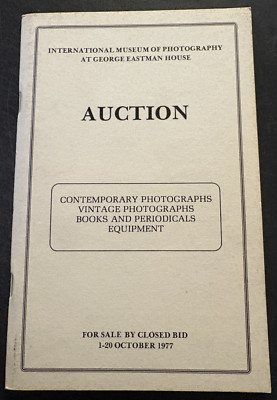 INTERNATIONAL MUSEUM OF PHOTOGRAPHY
AT GEORGE EASTMAN HOUSE
AUCTION
CONTEMPORARY PHOTOGRAPHS
VINTAGE PHOTOGRAPHS
BOOKS AND PERIODICALS
EQUIPMENT
FOR SALE BY CLOSED BID
1-20 OCTOBER 1977